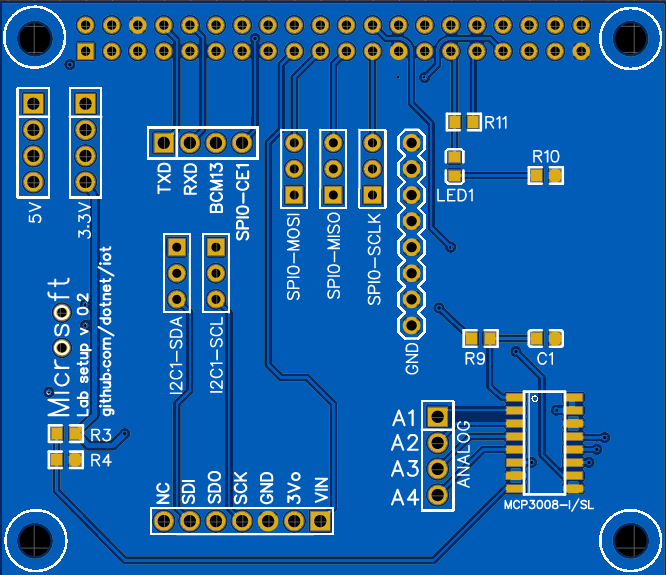 R11
R10
LED1
5V
3.3V
TXD
RXD
BCM13
SPI0-CE1
SPI0-MOSI
SPI0-MISO
SPI0-SCLK
I2C1-SDA
I2C1-SCL
GND
Microsoft
Lab setup v 0.2
github.com/dotnet/iot
R9
C1
R3
R4
A1
A2
A3
A4
ANALOG
MCP3008-I/SL
NC
SDI
SDO
SCK
GND
3Vo
VIN